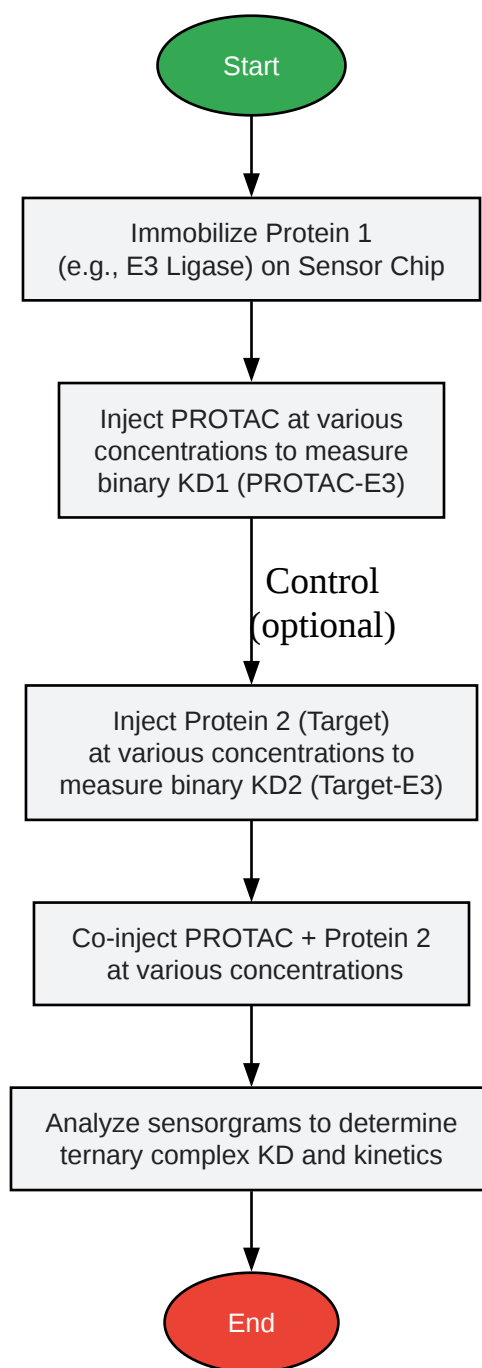 Start
Immobilize Protein 1
(e.g., E3 Ligase) on Sensor Chip
Inject PROTAC at various
concentrations to measure
binary KD1 (PROTAC-E3)
Control
(optional)
Inject Protein 2 (Target)
at various concentrations to
measure binary KD2 (Target-E3)
Co-inject PROTAC + Protein 2
at various concentrations
Analyze sensorgrams to determine
ternary complex KD and kinetics
End